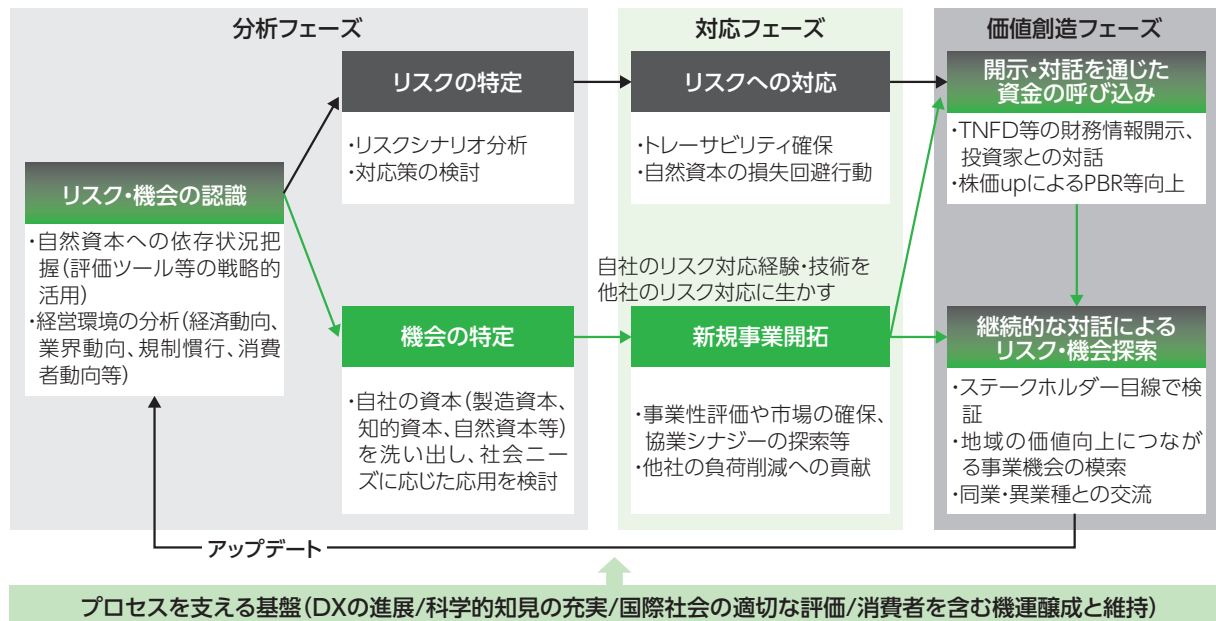 分析フェーズ
リスク・機会の認識
・自然資本への依存状況把
握(評価ツール等の戦略的
活用)
・経営環境の分析(経済動向、
業界動向、規制慣行、消費
者動向等)
リスクの特定
・リスクシナリオ分析
・対応策の検討
機会の特定
・自社の資本(製造資本、
知的資本、自然資本等)
を洗い出し、社会ニー
ズに応じた応用を検討
対応フェーズ
リスクへの対応
・トレーサビリティ確保
・自然資本の損失回避行動
自社のリスク対応経験・技術を
他社のリスク対応に生かす
新規事業開拓
・事業性評価や市場の確保、
協業シナジーの探索等
・他社の負荷削減への貢献
価値創造フェーズ
開示・対話を通じた
資金の呼び込み
・TNFD等の財務情報開示、
投資家との対話
・株価upによるPBR等向上
継続的な対話による
リスク・機会探索
・ステークホルダー目線で検
証
・地域の価値向上につなが
る事業機会の模索
・同業・異業種との交流
アップデート
プロセスを支える基盤(DXの進展/科学的知見の充実/国際社会の適切な評価/消費者を含む機運醸成と維持)